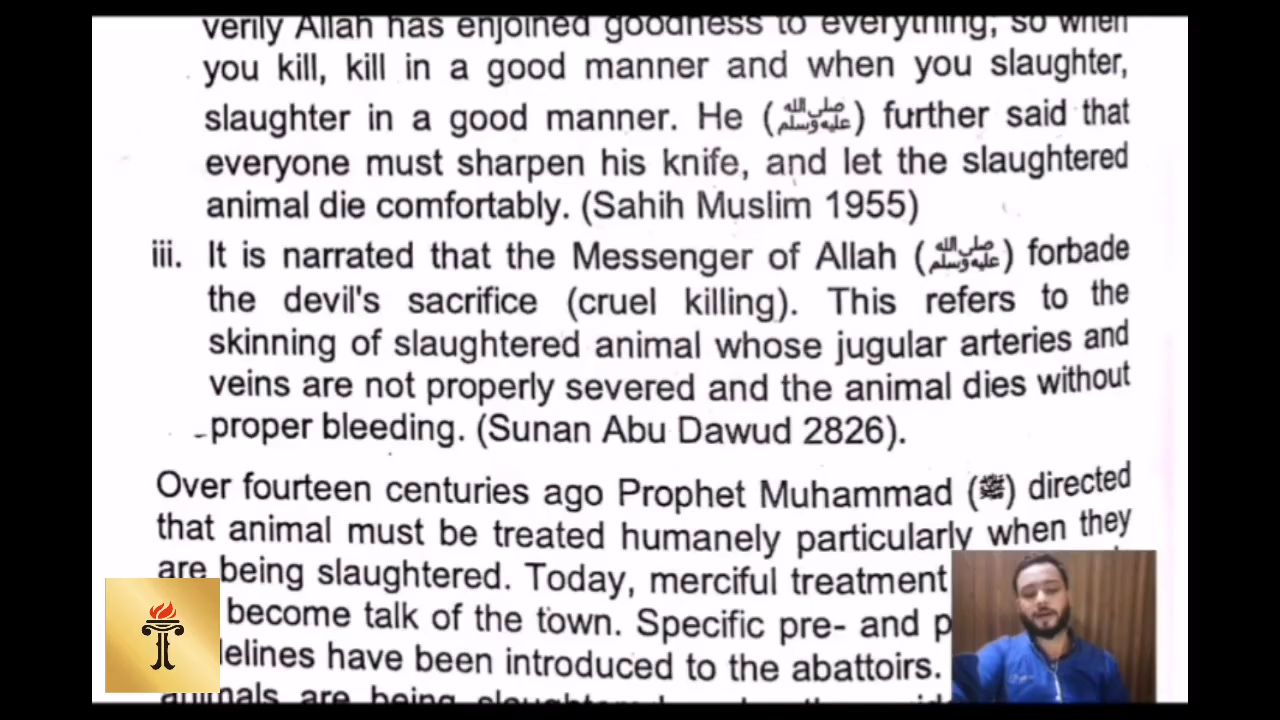 verily Allah has enjoined goodness to everything; so when
you kill, kill in a good manner and when you slaughter,
slaughter in a good manner. He (صلى الله عليه وسلم) further said that
everyone must sharpen his knife, and let the slaughtered
animal die comfortably. (Sahih Muslim 1955)
iii. It is narrated that the Messenger of Allah (صلى الله عليه وسلم) forbade
the devil's sacrifice (cruel killing). This refers to the
skinning of slaughtered animal whose jugular arteries and
veins are not properly severed and the animal dies without
proper bleeding. (Sunan Abu Dawud 2826).
Over fourteen centuries ago Prophet Muhammad (ﷺ) directed
that animal must be treated humanely particularly when they
are being slaughtered. Today, merciful treatment
become talk of the town. Specific pre- and p
delines have been introduced to the abattoirs.
animals are being